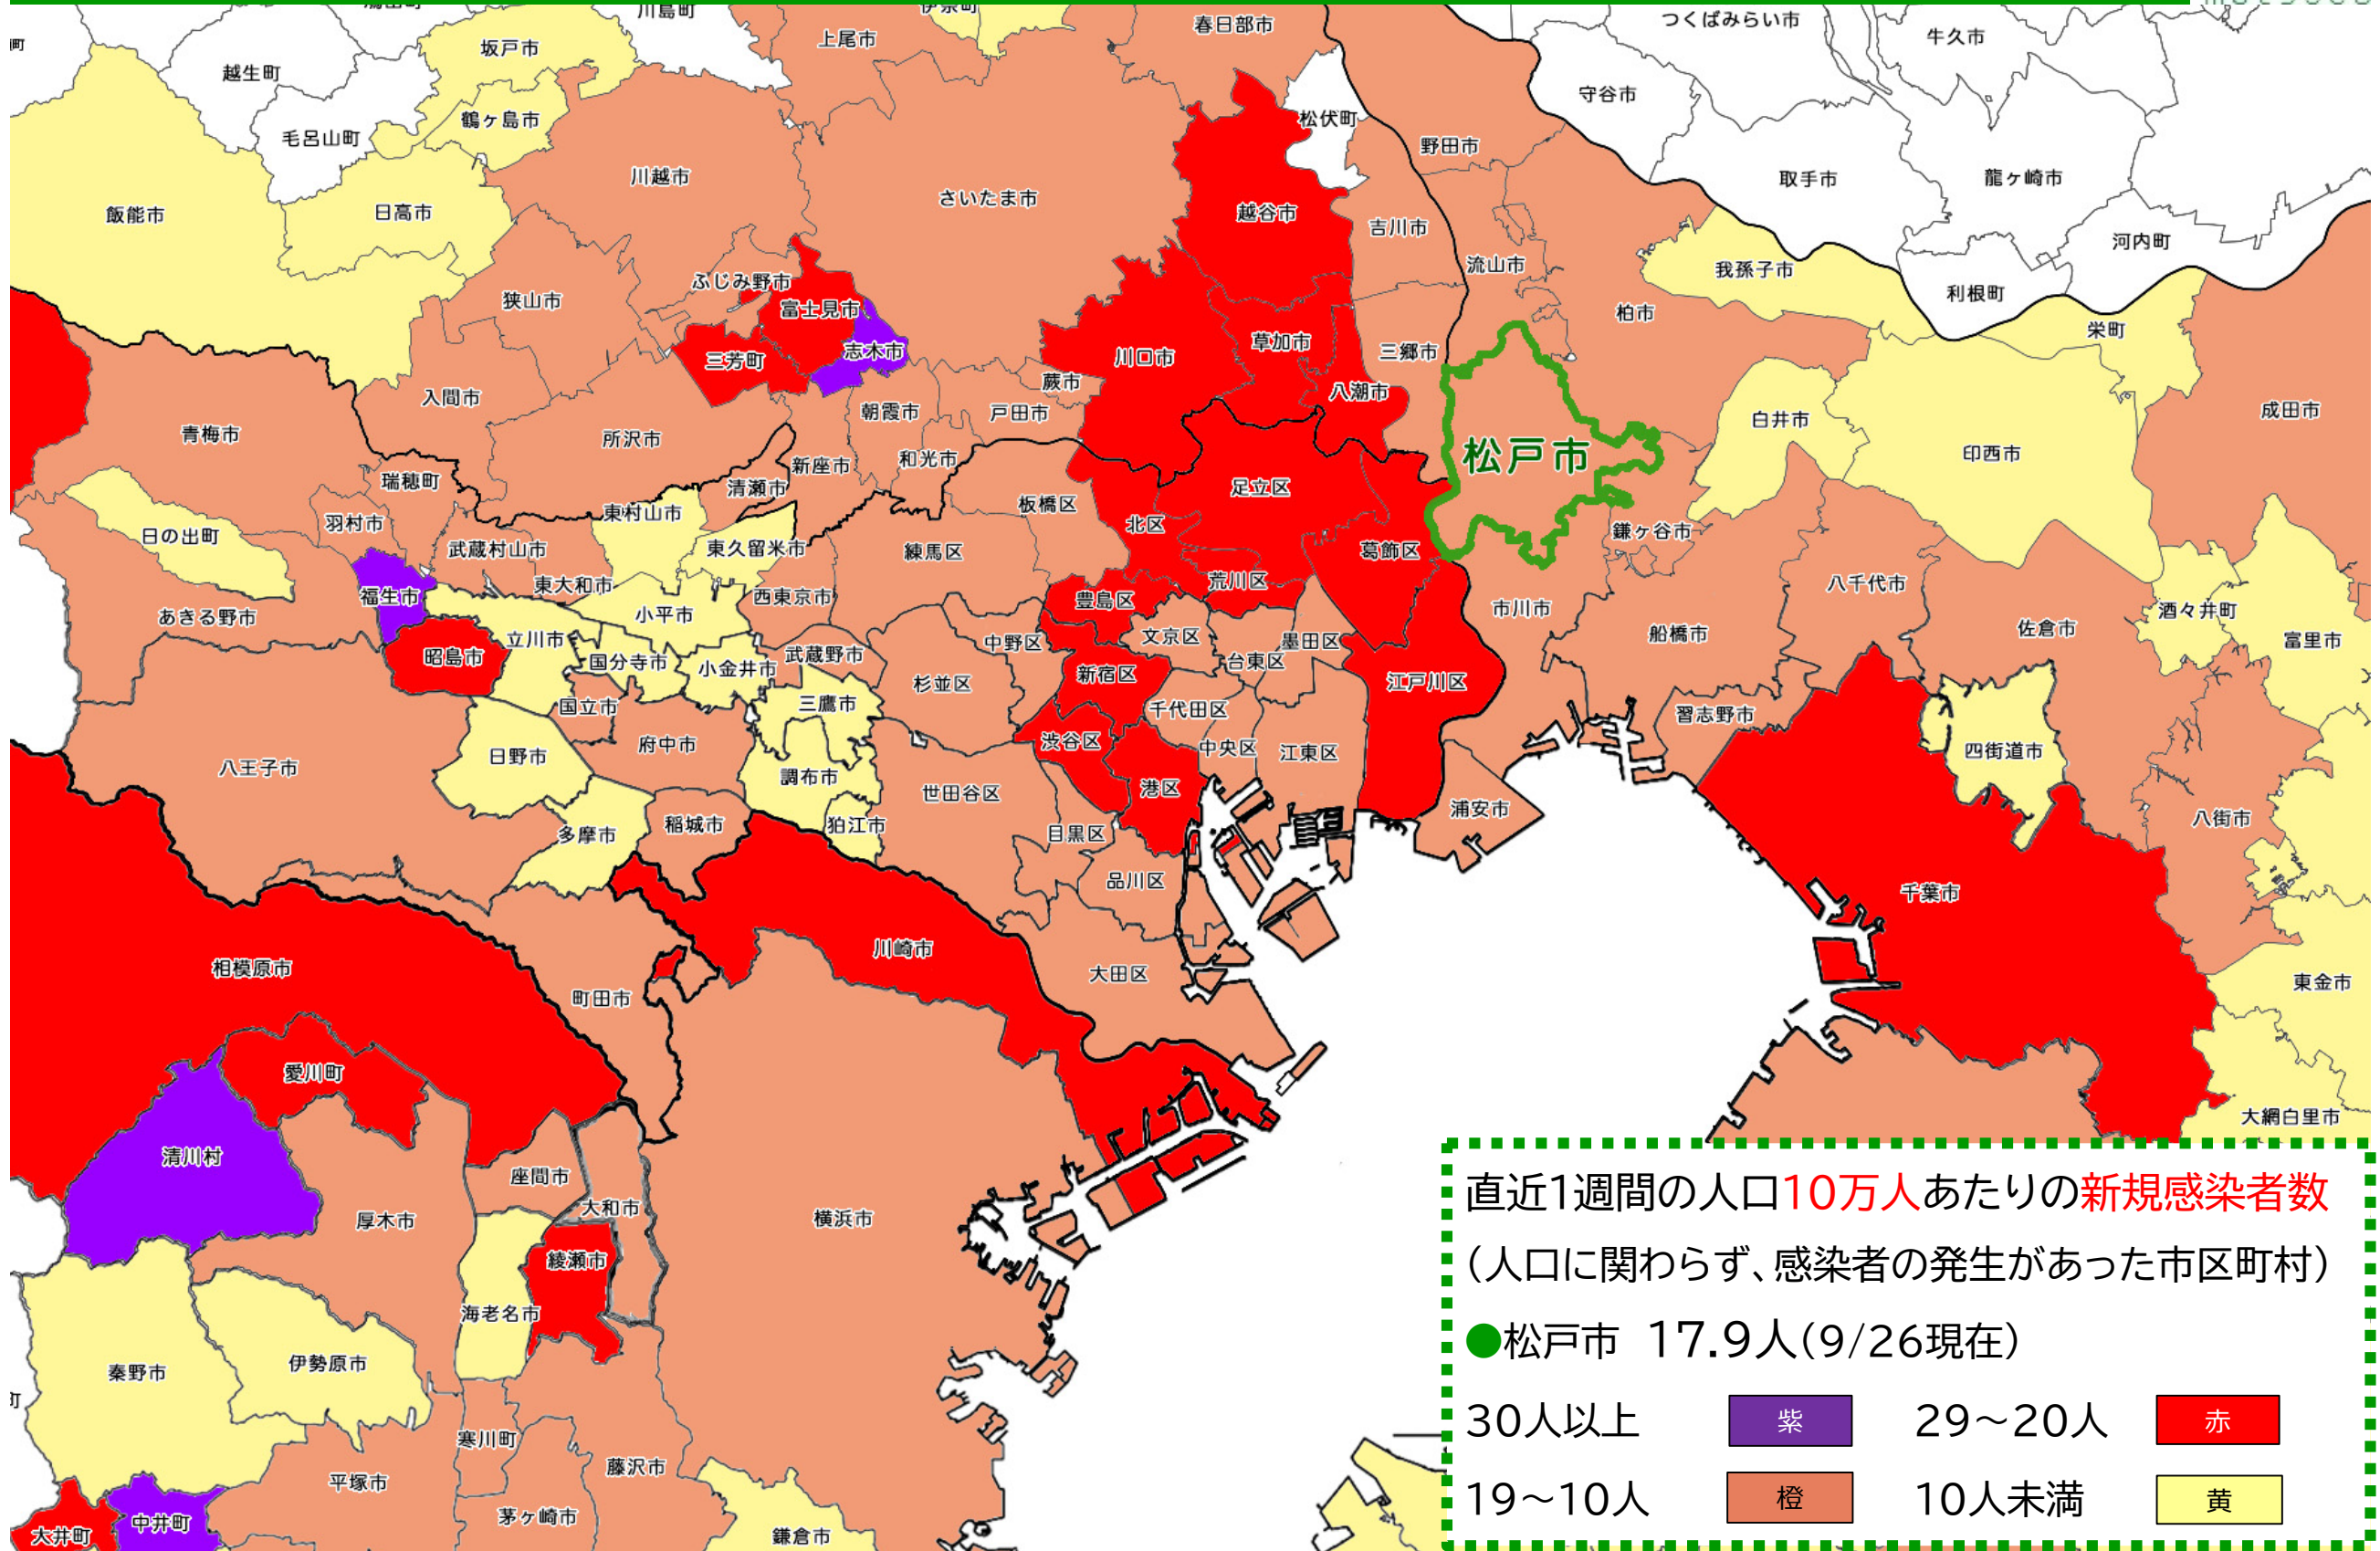 川島町
春日部市
つくばみらい市
牛久市
上尾市
坂戸市
越生町
守谷市
鶴ヶ島市
松伏町
毛呂山町
野田市
川越市
取手市
龍ヶ崎市
さいたま市
飯能市
日高市
越谷市
吉川市
河内町
流山市
我孫子市
ふじみ野市
利根町
狭山市
富士見市
柏市
栄町
草加市
志木市
三郷市
川口市
三芳町
蕨市
八潮市
入間市
朝霞市
戸田市
成田市
白井市
青梅市
所沢市
松戸市
印西市
和光市
新座市
瑞穂町
清瀬市
足立区
板橋区
東村山市
羽村市
北区
鎌ヶ谷市
日の出町
武蔵村山市
東久留米市
練馬区
葛飾区
東大和市
荒川区
八千代市
福生市
西東京市
豊島区
市川市
酒々井町
あきる野市
小平市
佐倉市
船橋市
立川市
文京区
墨田区
中野区
富里市
昭島市
国分寺市
小金井市
武蔵野市
台東区
新宿区
杉並区
江戸川区
三鷹市
国立市
千代田区
習志野市
府中市
渋谷区
中央区
江東区
四街道市
日野市
八王子市
調布市
港区
世田谷区
浦安市
八街市
稲城市
狛江市
多摩市
目黒区
品川区
千葉市
川崎市
相模原市
大田区
東金市
町田市
愛川町
大網白里市
清川村
座間市
大和市
厚木市
横浜市
綾瀬市
海老名市
伊勢原市
秦野市
寒川町
藤沢市
平塚市
茅ヶ崎市
中井町
大井町
鎌倉市
直近1週間の人口10万人あたりの新規感染者数
（人口に関わらず、感染者の発生があった市区町村）
●松戸市 17.9人（9/26現在）
30人以上 紫 29～20人 赤
19～10人 橙 10人未満 黄